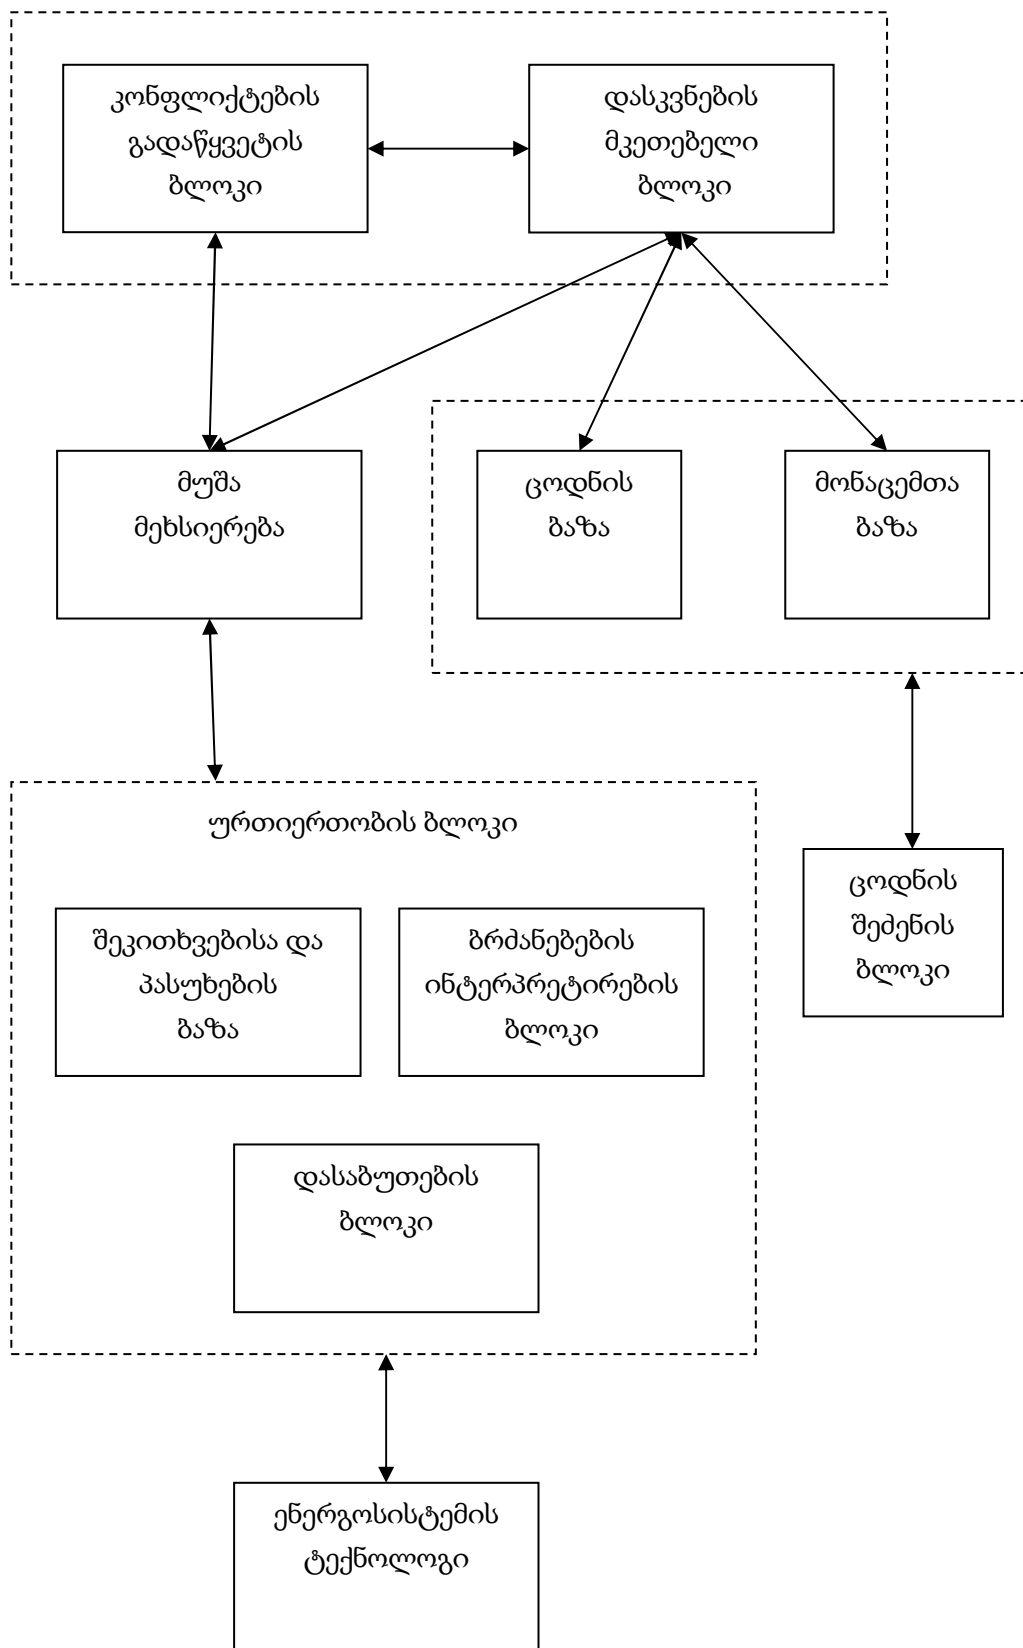 კონფლიქტების
გადაწყვეტის
ბლოკი
დასკვნების
მკეთებელი
ბლოკი
მუშა
მეხსიერება
ცოდნის
ბაზა
მონაცემთა
ბაზა
ურთიერთობის ბლოკი
შეკითხვებისა და
პასუხების
ბაზა
ბრძანებების
ინტერპრეტირების
ბლოკი
ცოდნის
შეძენის
ბლოკი
დასაბუთების
ბლოკი
ენერგოსისტემის
ტექნოლოგი